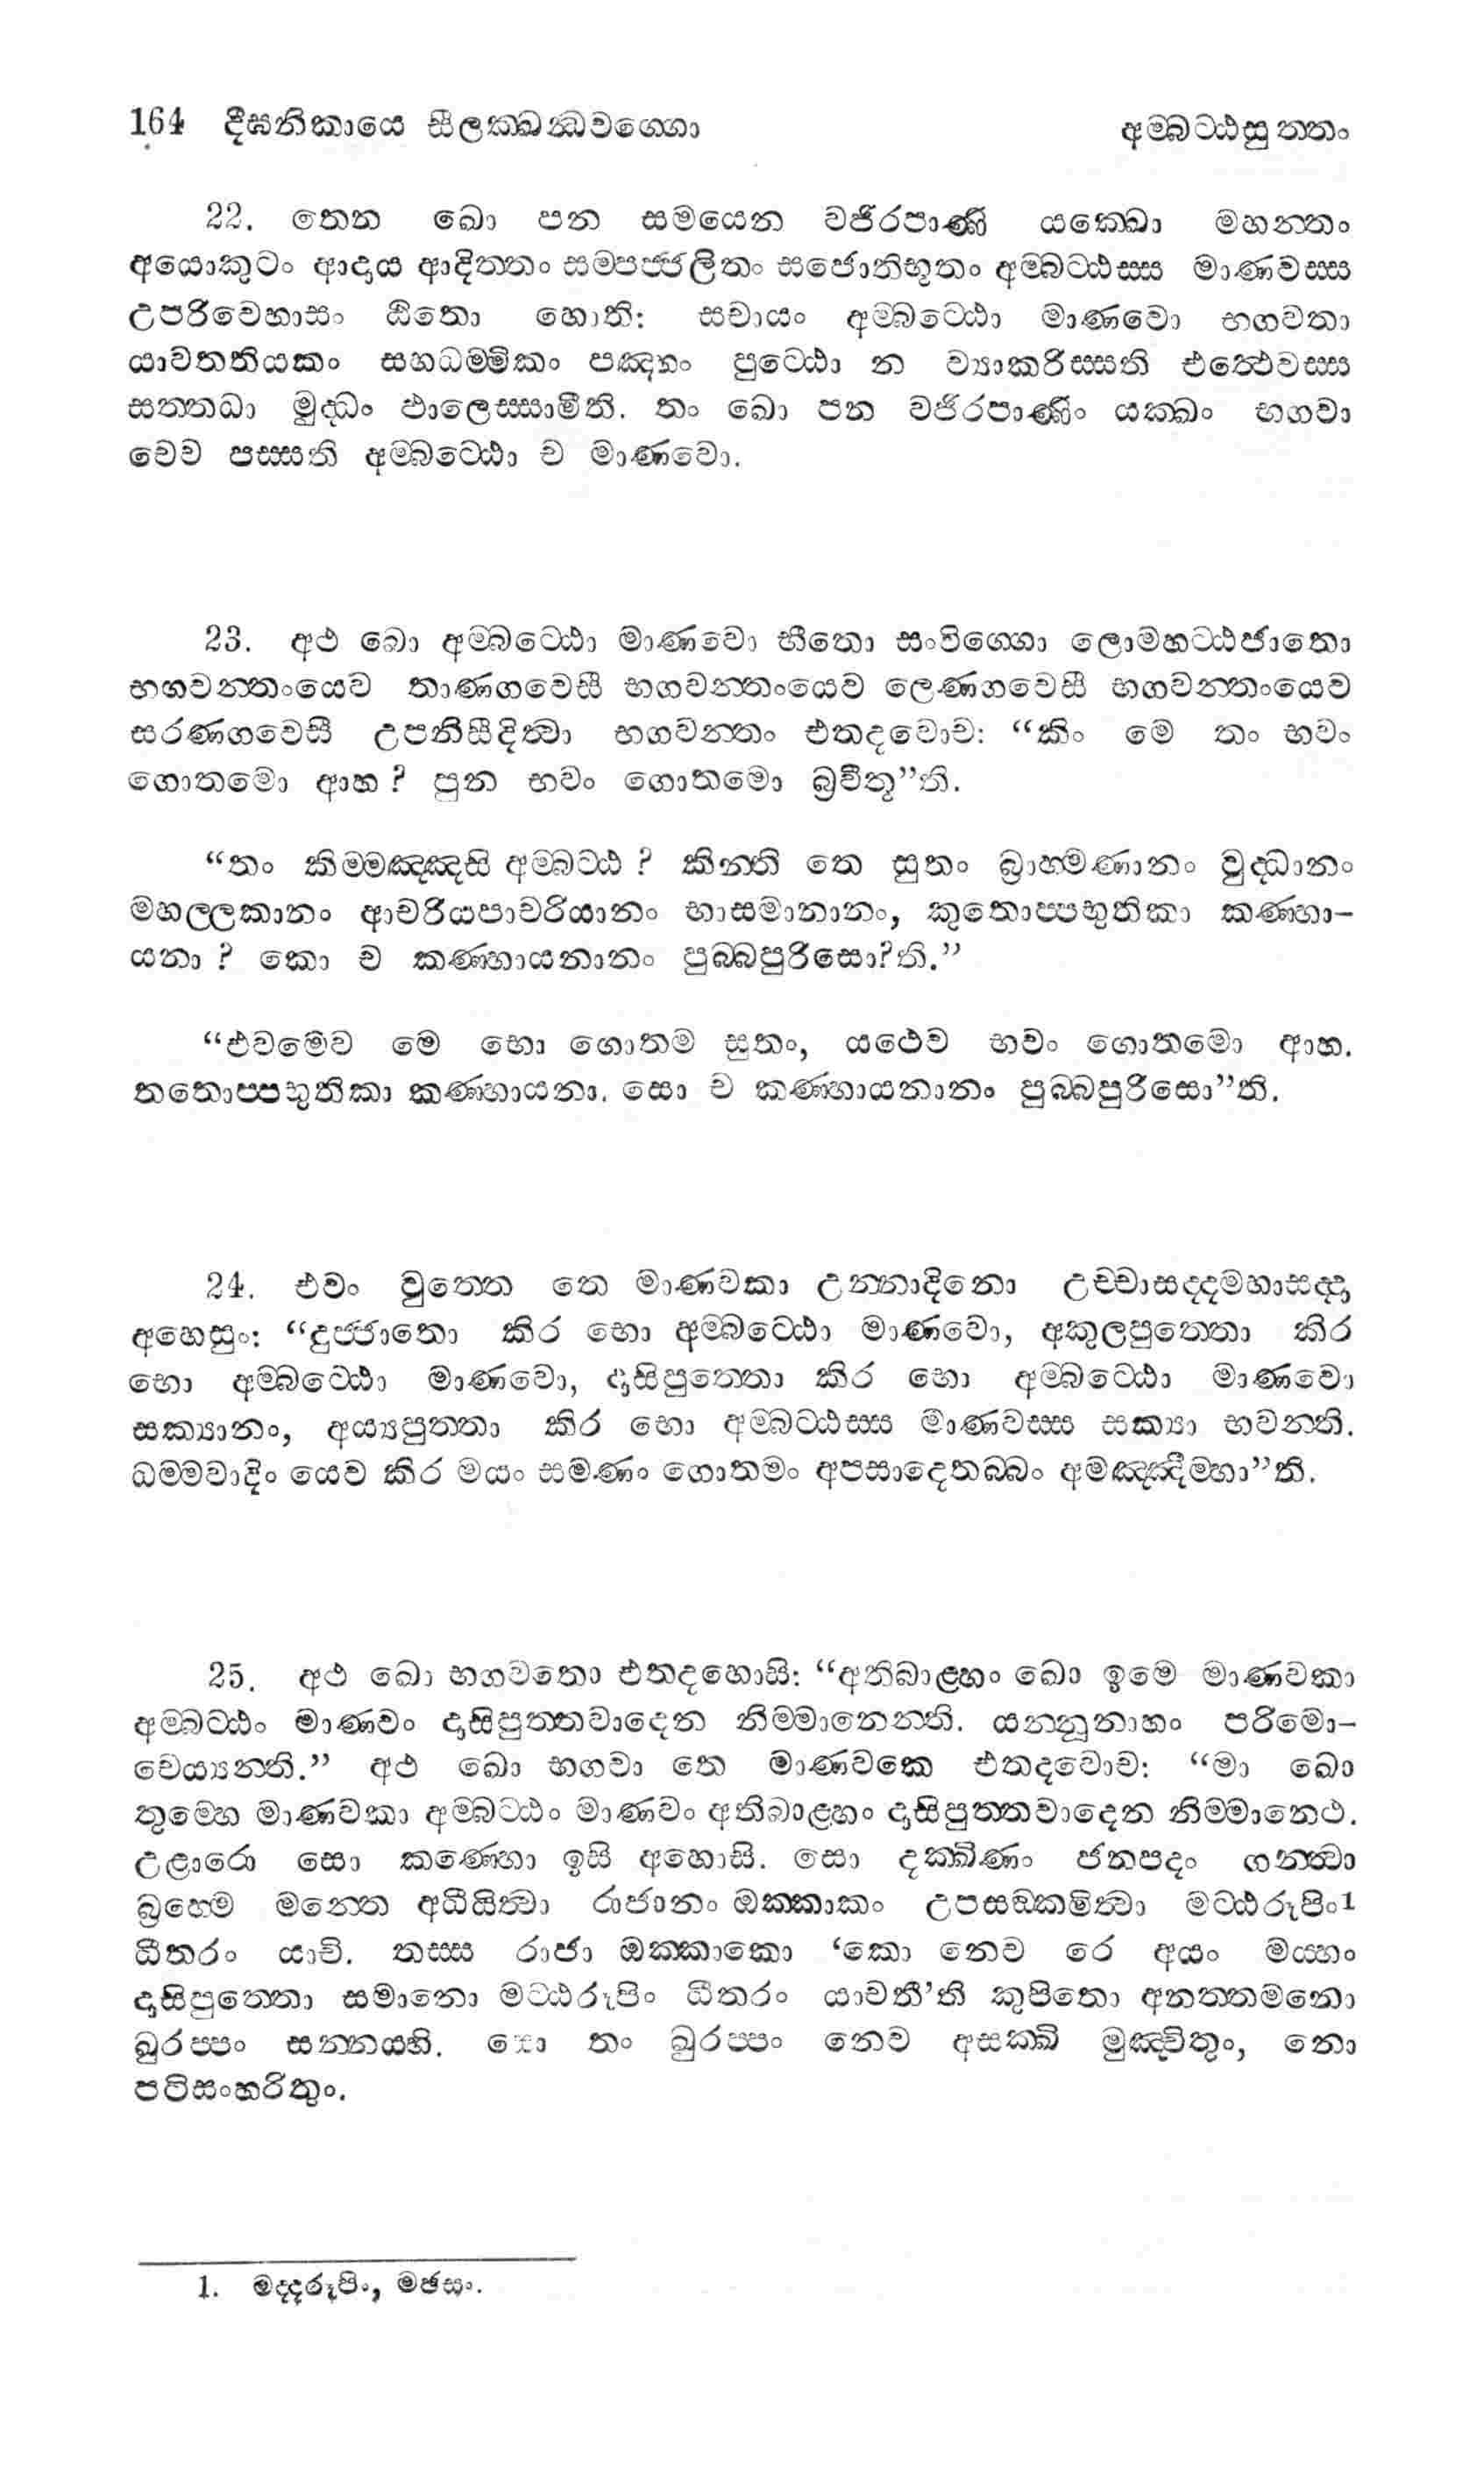 164 දීඝනිකායෙ සීලක්ඛන්ධවග්ගො අම්බට්ඨසුත්තං
22. තෙන ඛො පන සමයෙන වජිරපාණී යක්ඛො මහන්තං
අයොකුටං ආදාය ආදිත්තං සම්පජ්ජලිතං සජොතිභූතං අම්බට්ඨස්ස මාණවස්ස
උපරිවෙහාසං ඨිතො හොති: සචායං අම්බට්ඨො මාණවො භගවතා
යාවතතියකං සහධම්මිකං පඤ්හං පුට්ඨො න ව්‍යාකරිස්සති එත්ථෙවස්ස
සත්තධා මුද්ධං ඵාලෙස්සාමීති. තං ඛො පන වජිරපාණිං යක්ඛං භගවා
චෙව පස්සති අම්බට්ඨො ච මාණවො.
23. අථ ඛො අම්බට්ඨො මාණවො භීතො සංවිග්ගො ලොමහට්ඨජාතො
භගවන්තංයෙව තාණගවෙසී භගවන්තංයෙව ලෙණගවෙසී භගවන්තංයෙව
සරණගවෙසී උපනිසීදිත්‍වා භගවන්තං එතදවොච: “කිං මෙ තං භවං
ගොතමො ආහ? පුන භවං ගොතමො බ්‍රවීතූ”ති.
“තං කිම්මඤ්ඤසි අම්බට්ඨ? කින්ති තෙ සුතං බ්‍රාහ්මණානං වුද්ධානං
මහල්ලකානං ආචරියපාචරියානං භාසමානානං, කුතොප්පභුතිකා කණ්හා-
යනා? කො ච කණ්හායනානං පුබ්බපුරිසො?ති.”
“එවමෙව මෙ භො ගොතම සුතං, යථෙව භවං ගොතමො ආහ.
තතොප්පභුතිකා කණ්හායනා. සො ච කණ්හායනානං පුබ්බපුරිසො”ති.
24. එවං වුත්තෙ තෙ මාණවකා උන්නාදිනො උච්චාසද්දමහාසද්දා
අහෙසුං: “දුජ්ජාතො කිර භො අම්බට්ඨො මාණවො, අකුලපුත්තො කිර
භො අම්බට්ඨො මාණවො, දාසිපුත්තො කිර භො අම්බට්ඨො මාණවො
සක්‍යානං, අය්‍යපුත්තා කිර භො අම්බට්ඨස්ස මාණවස්ස සක්‍යා භවන්ති.
ධම්මවාදිං යෙව කිර මයං සමණං ගොතමං අපසාදෙතබ්බං අමඤ්ඤිම්හා”ති.
25. අථ ඛො භගවතො එතදහොසි: “අතිබාළ්හං ඛො ඉමෙ මාණවකා
අම්බට්ඨං මාණවං දාසිපුත්තවාදෙන නිම්මානෙන්ති. යන්නූනාහං පරිමො-
චෙය්‍යන්ති.” අථ ඛො භගවා තෙ මාණවකෙ එතදවොච: “මා ඛො
තුම්හෙ මාණවකා අම්බට්ඨං මාණවං අතිබාළ්හං දාසිපුත්තවාදෙන නිම්මානෙථ.
උළාරො සො කණ්හො ඉසි අහොසි. සො දක්ඛිණං ජනපදං ගන්ත්‍වා
බ්‍රහ්මෙ මන්තෙ අධීයිත්‍වා රාජානං ඔක්කාකං උපසඞ්කමිත්‍වා මට්ඨරූපිං1
ධීතරං යාචි. තස්ස රාජා ඔක්කාකො ‘කො නෙව රෙ අයං මය්හං
දාසිපුත්තො සමානො මට්ඨරූපිං ධීතරං යාචතී’ති කුපිතො අනත්තමනො
ඛුරප්පං සන්නය්හි. සො තං ඛුරප්පං නෙව අසක්ඛි මුඤ්චිතුං, නො
පටිසංහරිතුං.
1. මද්දරූපිං, මඡසං.